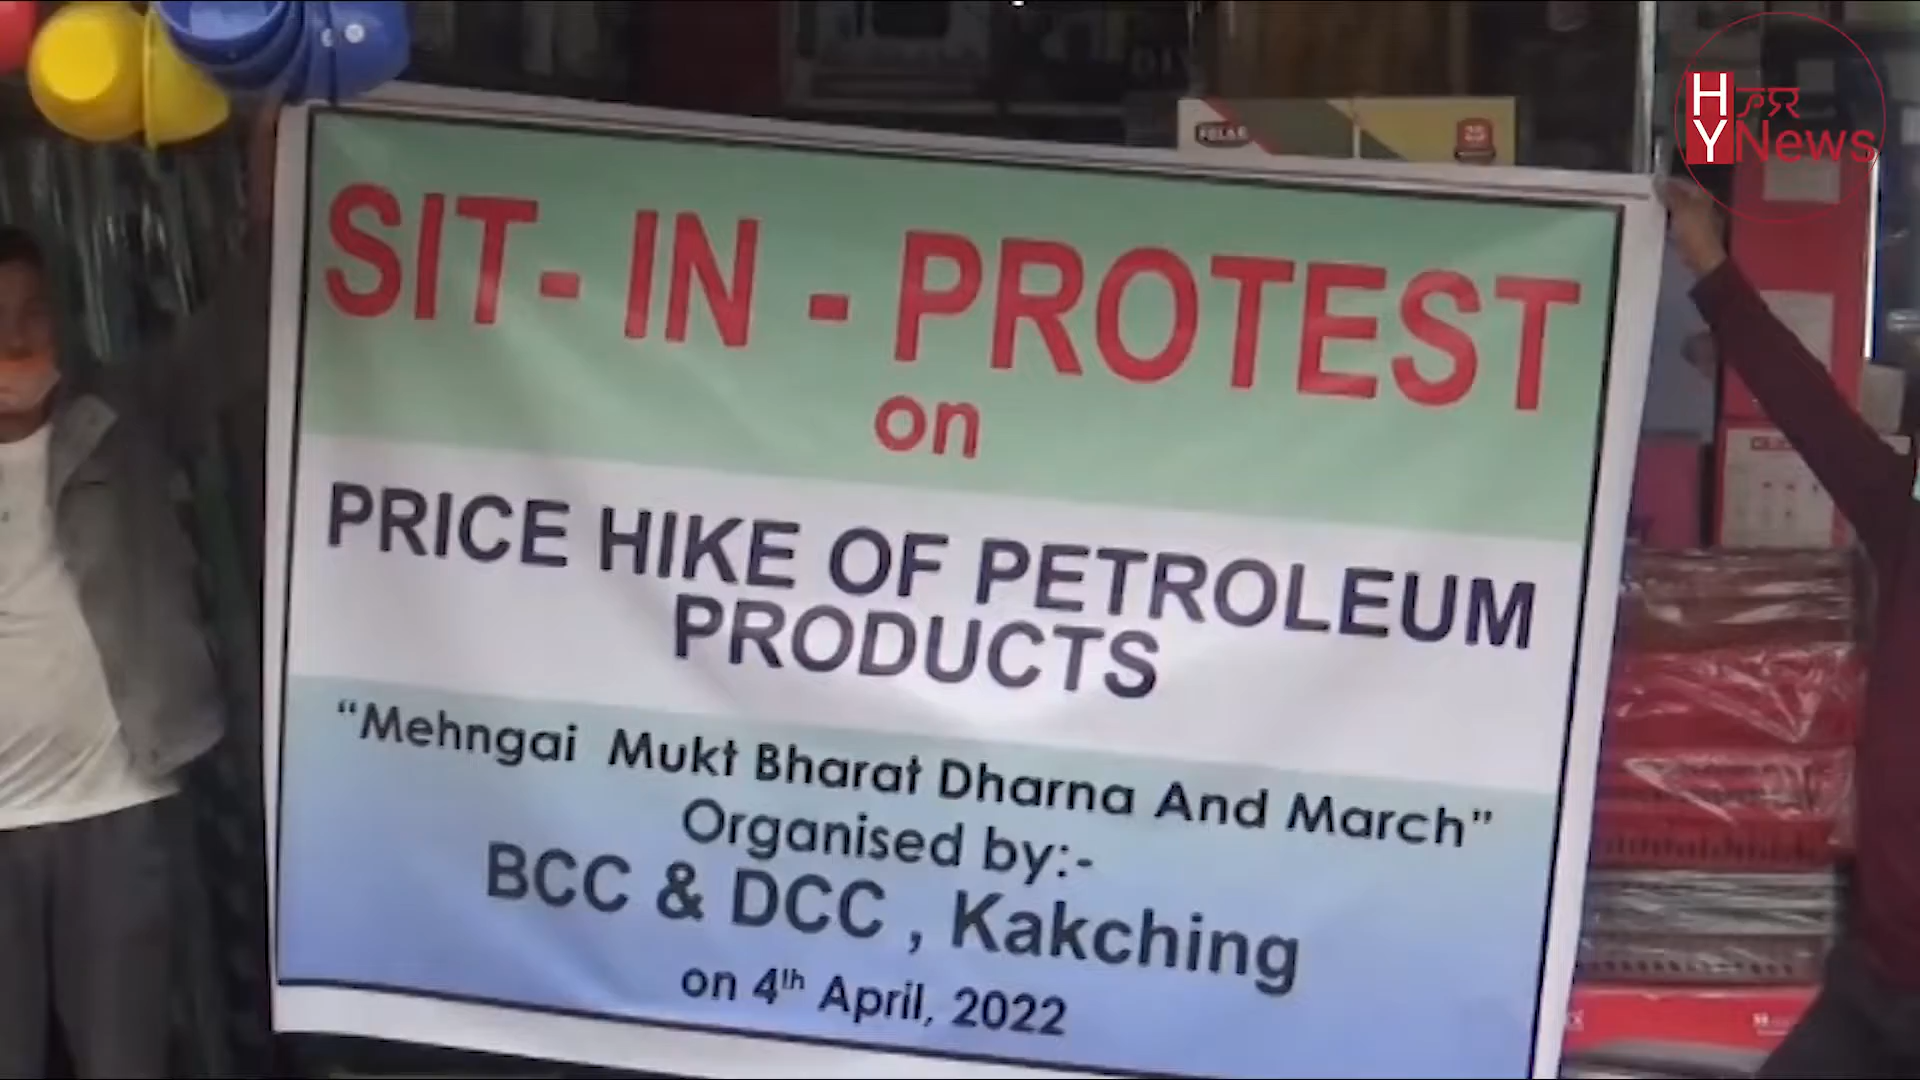 SIT- IN - PROTEST
on
PRICE HIKE OF PETROLEUM
PRODUCTS
“Mehngai Mukt Bharat Dharna And March”
Organised by:-
BCC & DCC , Kakching
on 4th April, 2022
HY News